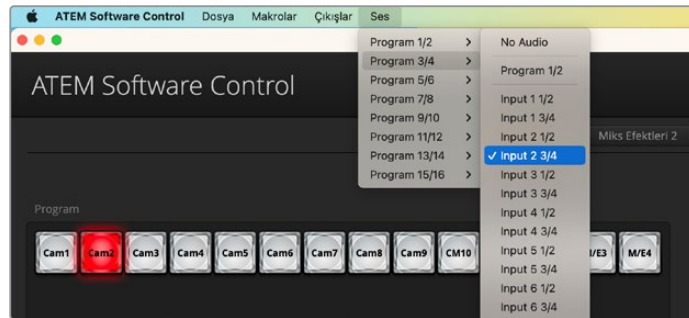 ATEM Software Control Dosya Makrolar Çıkışlar Ses
Program 1/2
Program 3/4
Program 5/6
Program 7/8
Program 9/10
Program 11/12
Program 13/14
Program 15/16
No Audio
Program 1/2
Input 1 1/2
Input 1 3/4
Input 2 1/2
✓ Input 2 3/4
Input 3 1/2
Input 3 3/4
Input 4 1/2
Input 4 3/4
Input 5 1/2
Input 5 3/4
Input 6 1/2
Input 6 3/4
ATEM Software Control
Miks Efektleri 2
Program
Cam1 Cam2 Cam3 Cam4 Cam5 Cam6 Cam7 Cam8 Cam9 CM10 M/E4